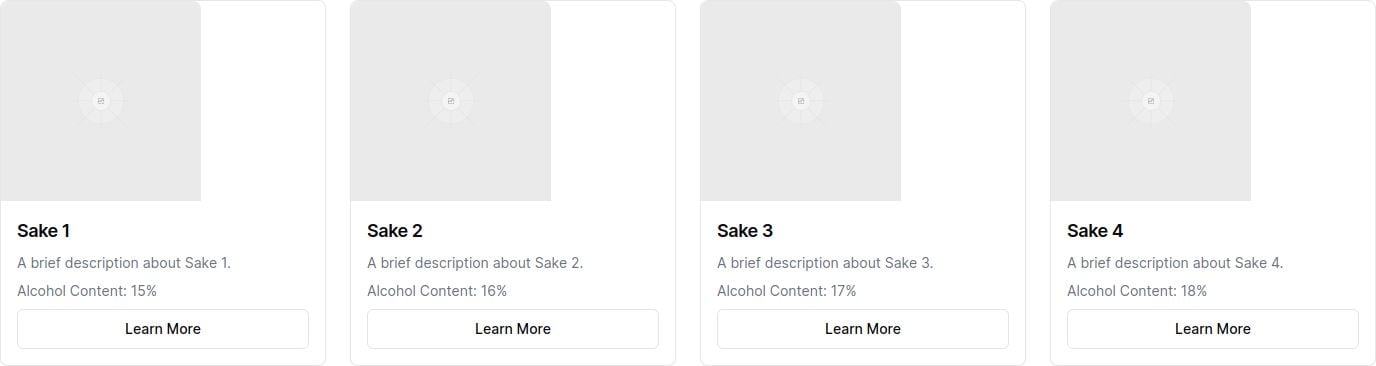 Sake 1
A brief description about Sake 1.
Alcohol Content: 15%
Learn More
Sake 2
A brief description about Sake 2.
Alcohol Content: 16%
Learn More
Sake 3
A brief description about Sake 3.
Alcohol Content: 17%
Learn More
Sake 4
A brief description about Sake 4.
Alcohol Content: 18%
Learn More